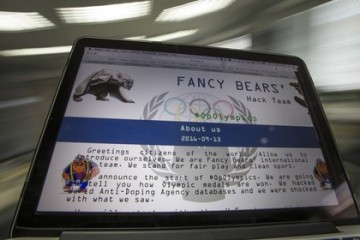 FANCY BEARS'
Hack Team
#OpOlympics
About us
2016-09-13
Greetings citizens of the world. Allow us to
introduce ourselves... We are Fancy Bears' international
team. We stand for fair play and clean sport.
announce the start of #OpOlympics. We are going
tell you how Olympic medals are won. We hacked
World Anti-Doping Agency databases and we were shocked
with what we saw.